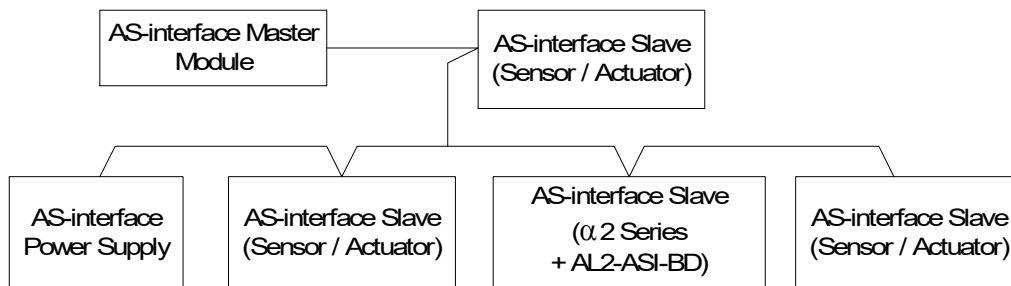 AS-interface Master
Module
AS-interface Slave
(Sensor / Actuator)
AS-interface
Power Supply
AS-interface Slave
(Sensor / Actuator)
AS-interface Slave
(α2 Series
+ AL2-ASI-BD)
AS-interface Slave
(Sensor / Actuator)